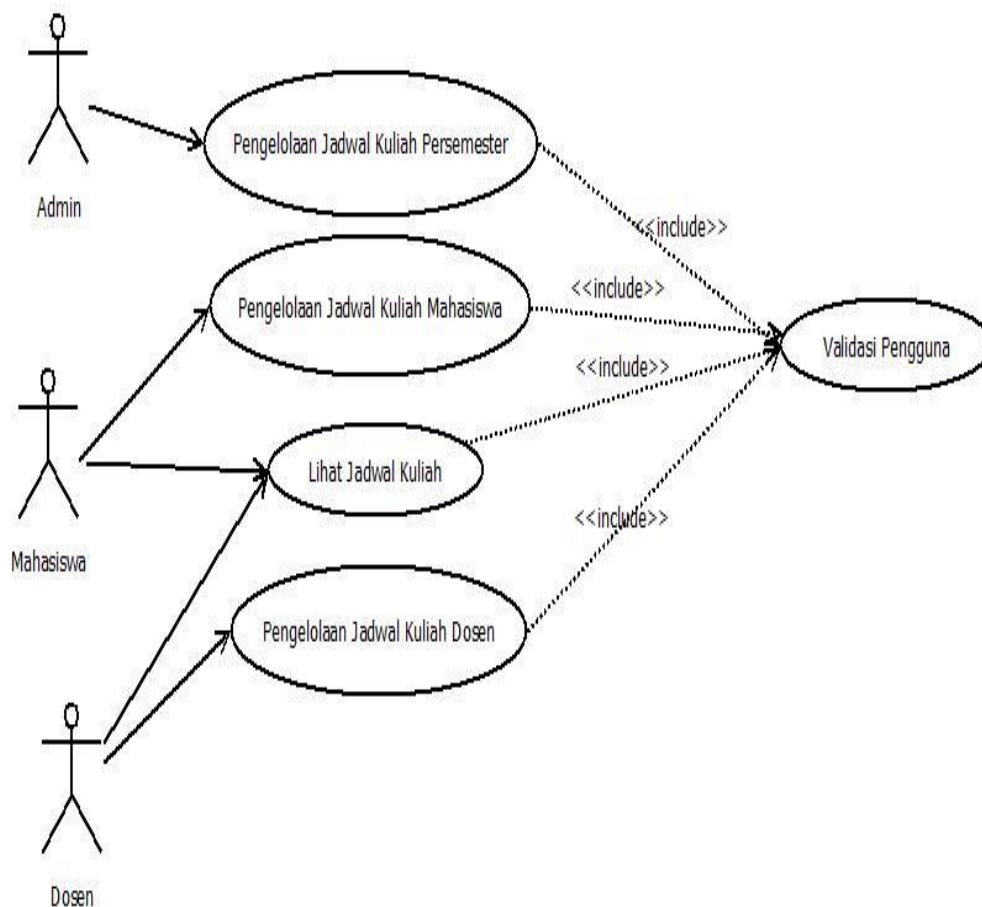 Pengelolaan Jadwal Kuliah Persemester
Admin
<<include>>
<<include>>
Pengelolaan Jadwal Kuliah Mahasiswa
Validasi Pengguna
<<include>>
Lihat Jadwal Kuliah
<<include>>
Mahasiswa
Pengelolaan Jadwal Kuliah Dosen
Dosen